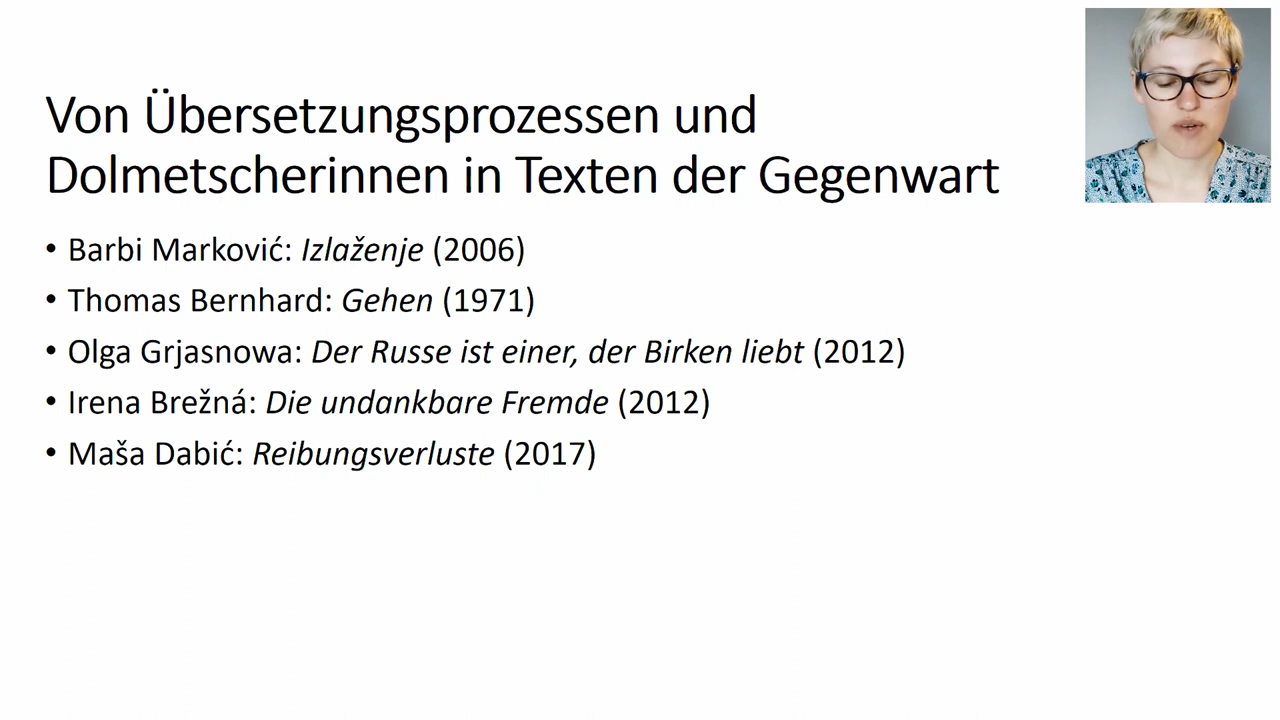 Von Übersetzungsprozessen und
Dolmetscherinnen in Texten der Gegenwart
• Barbi Marković: Izlaženje (2006)
• Thomas Bernhard: Gehen (1971)
• Olga Grjasnowa: Der Russe ist einer, der Birken liebt (2012)
• Irena Brežná: Die undankbare Fremde (2012)
• Maša Dabić: Reibungsverluste (2017)